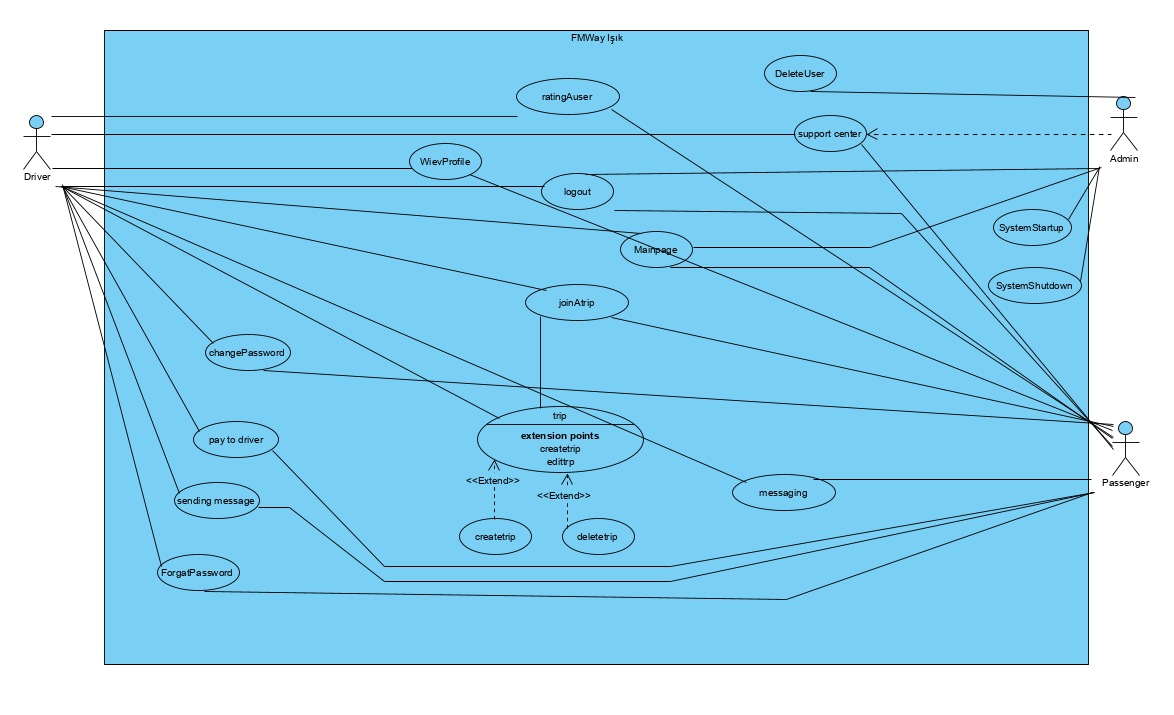 FMWay Işık
DeleteUser
ratingAuser
support center
Driver
Admin
WievProfile
logout
SystemStartup
Mainpage
SystemShutdown
joinAtrip
changePassword
trip
extension points
createtrip
edittrp
pay to driver
<<Extend>>
<<Extend>>
sending message
messaging
Passenger
createtrip
deletetrip
ForgatPassword